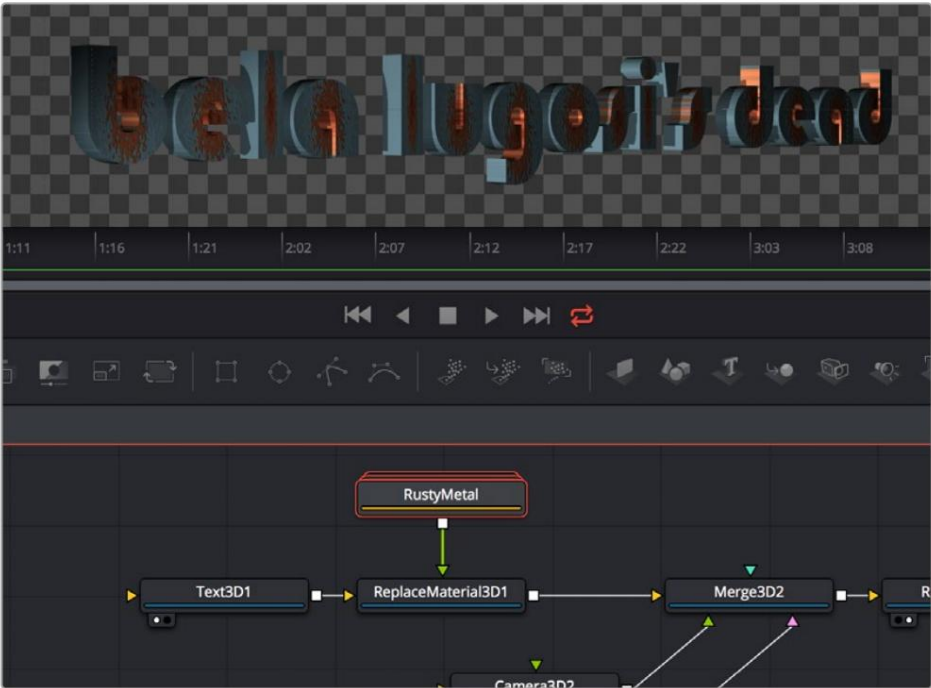 bela lugosi's dead
1:11 1:16 1:21 2:02 2:07 2:12 2:17 2:22 3:03 3:08
RustyMetal
Text3D1 ReplaceMaterial3D1 Merge3D2 R
Camera3D2